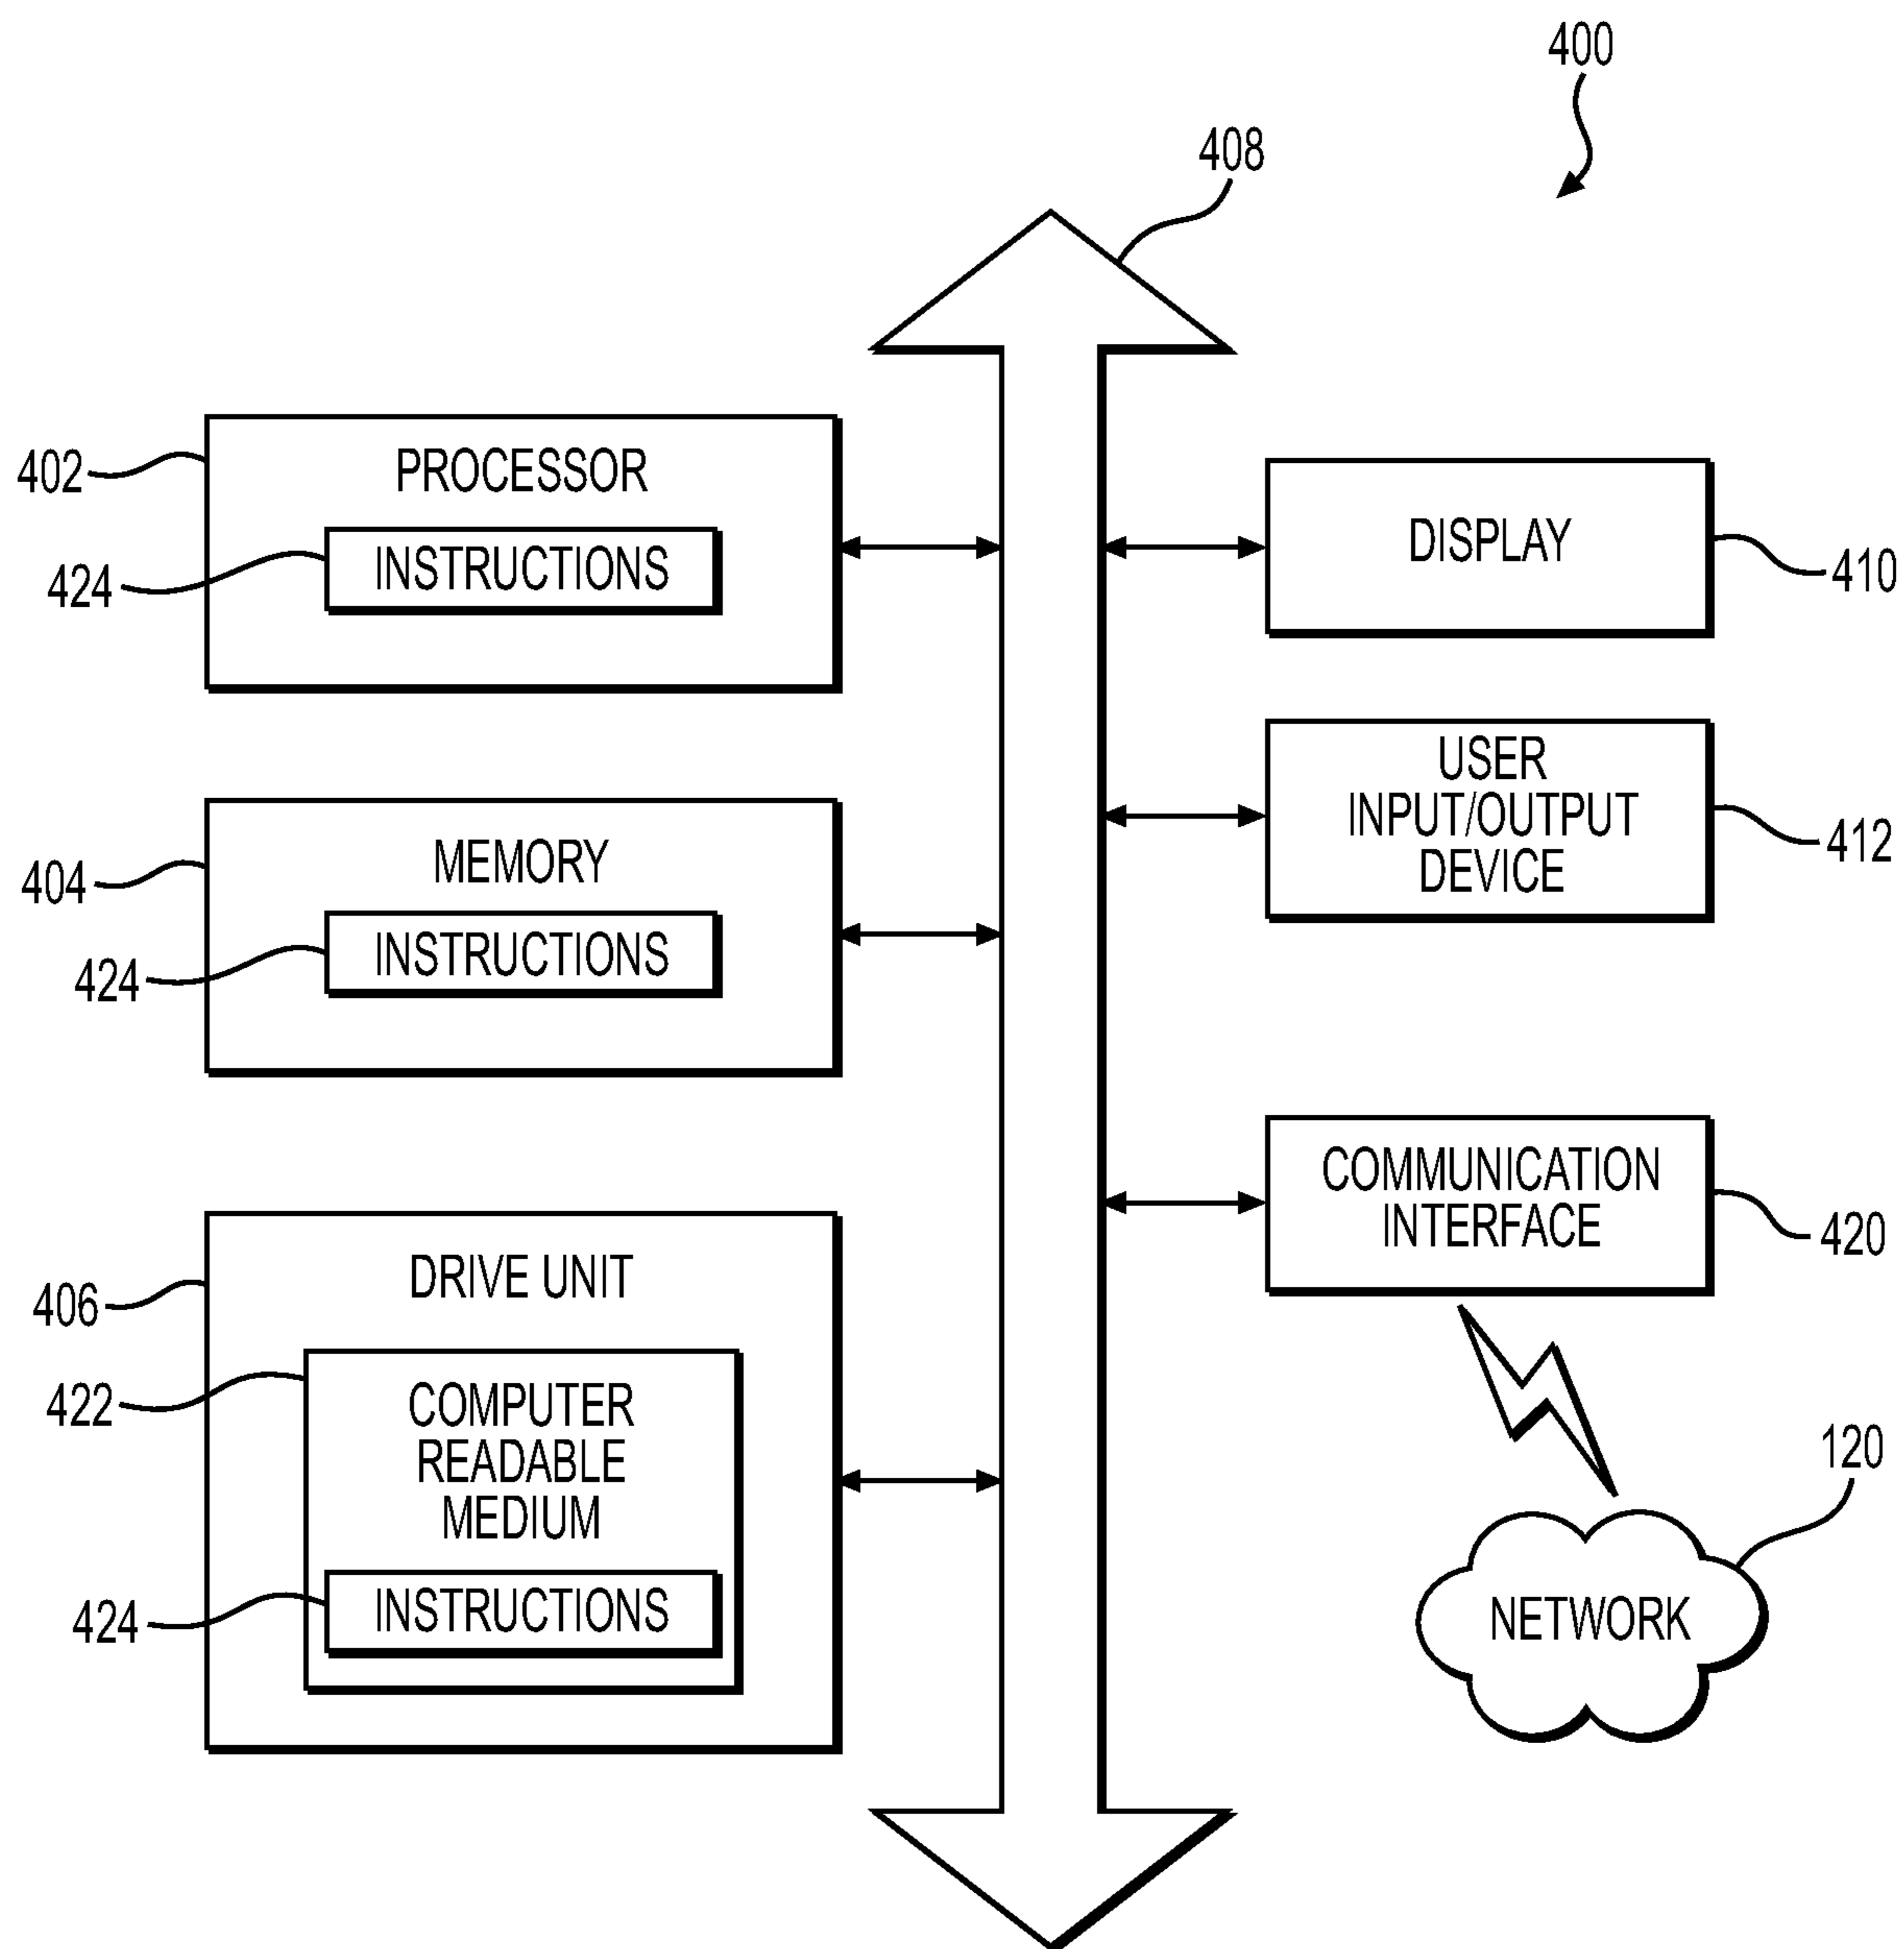 400
408
402
PROCESSOR
424
INSTRUCTIONS
DISPLAY
410
USER
INPUT/OUTPUT
DEVICE
412
404
MEMORY
424
INSTRUCTIONS
COMMUNICATION
INTERFACE
420
406
DRIVE UNIT
422
COMPUTER
READABLE
MEDIUM
424
INSTRUCTIONS
120
NETWORK